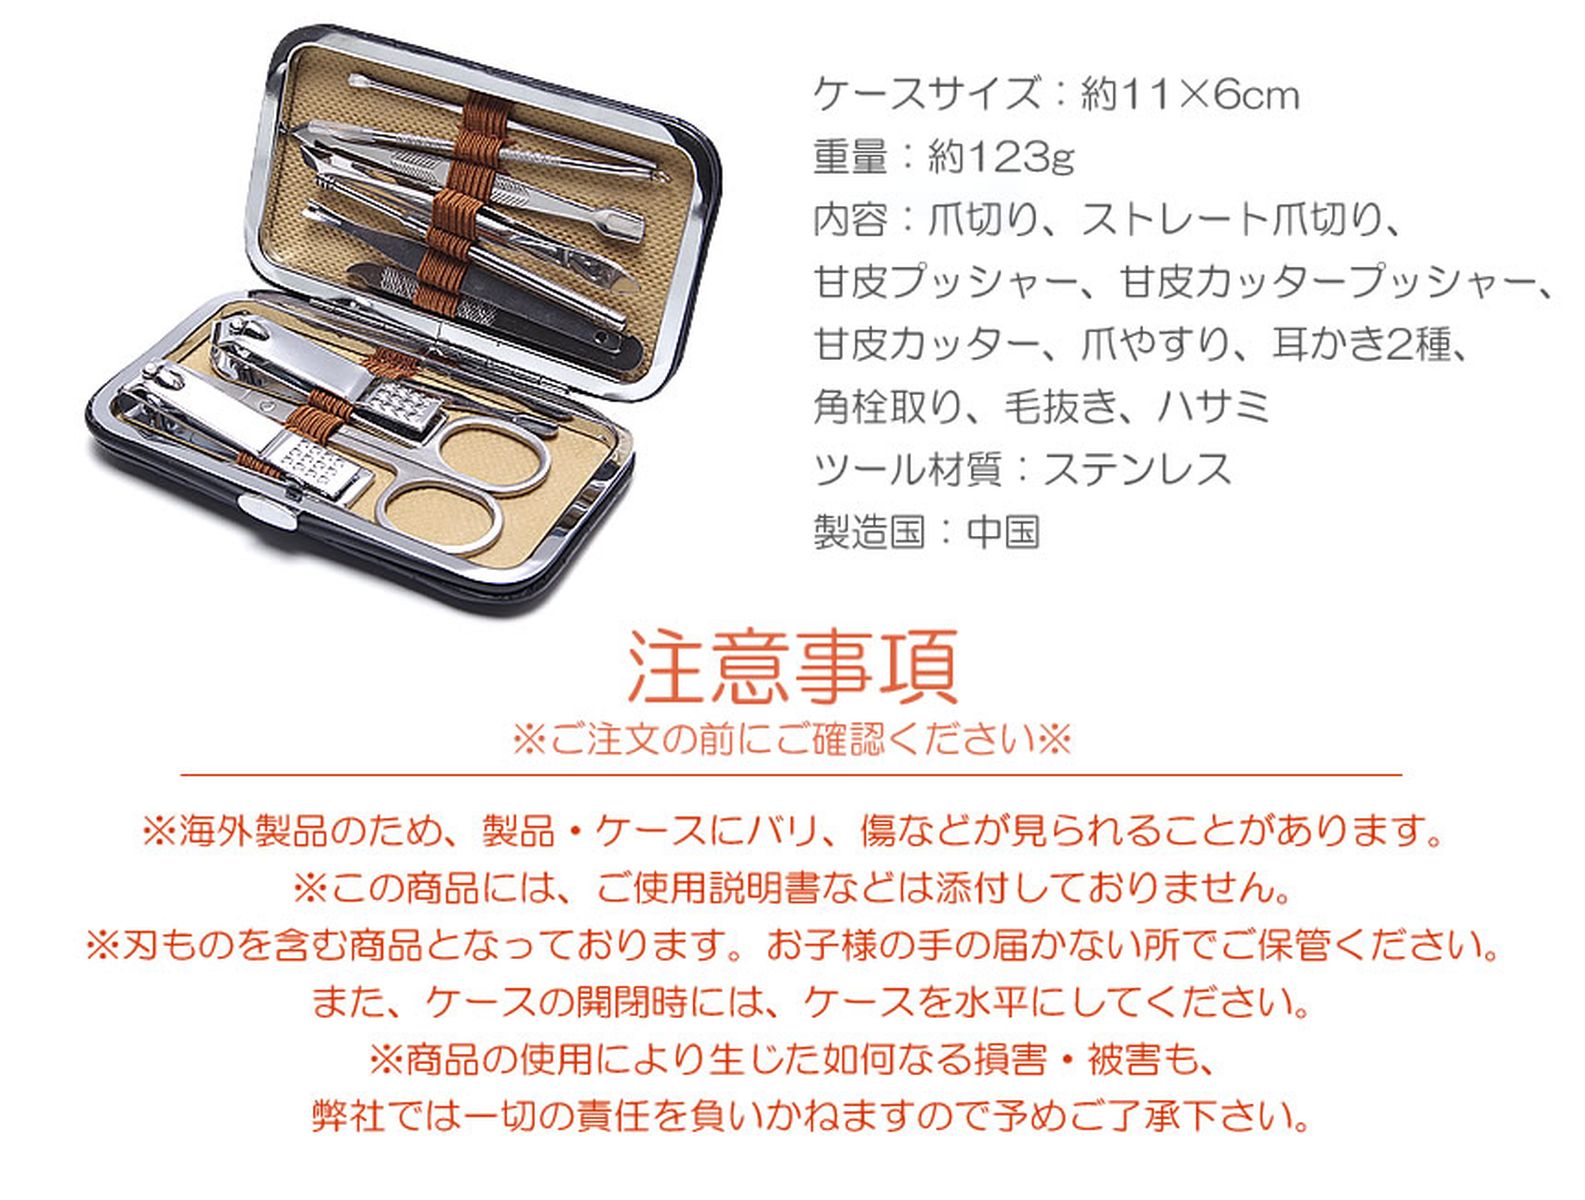 ケースサイズ：約11×6cm
重量：約123g
内容：爪切り、ストレート爪切り、
甘皮プッシャー、甘皮カッタープッシャー、
甘皮カッター、爪やすり、耳かき2種、
角栓取り、毛抜き、ハサミ
ツール材質：ステンレス
製造国：中国
注意事項
※ご注文の前にご確認ください※
※海外製品のため、製品・ケースにバリ、傷などが見られることがあります。
※この商品には、ご使用説明書などは添付しておりません。
※刃ものを含む商品となっております。お子様の手の届かない所でご保管ください。
また、ケースの開閉時には、ケースを水平にしてください。
※商品の使用により生じた如何なる損害・被害も、
弊社では一切の責任を負いかねますので予めご了承下さい。